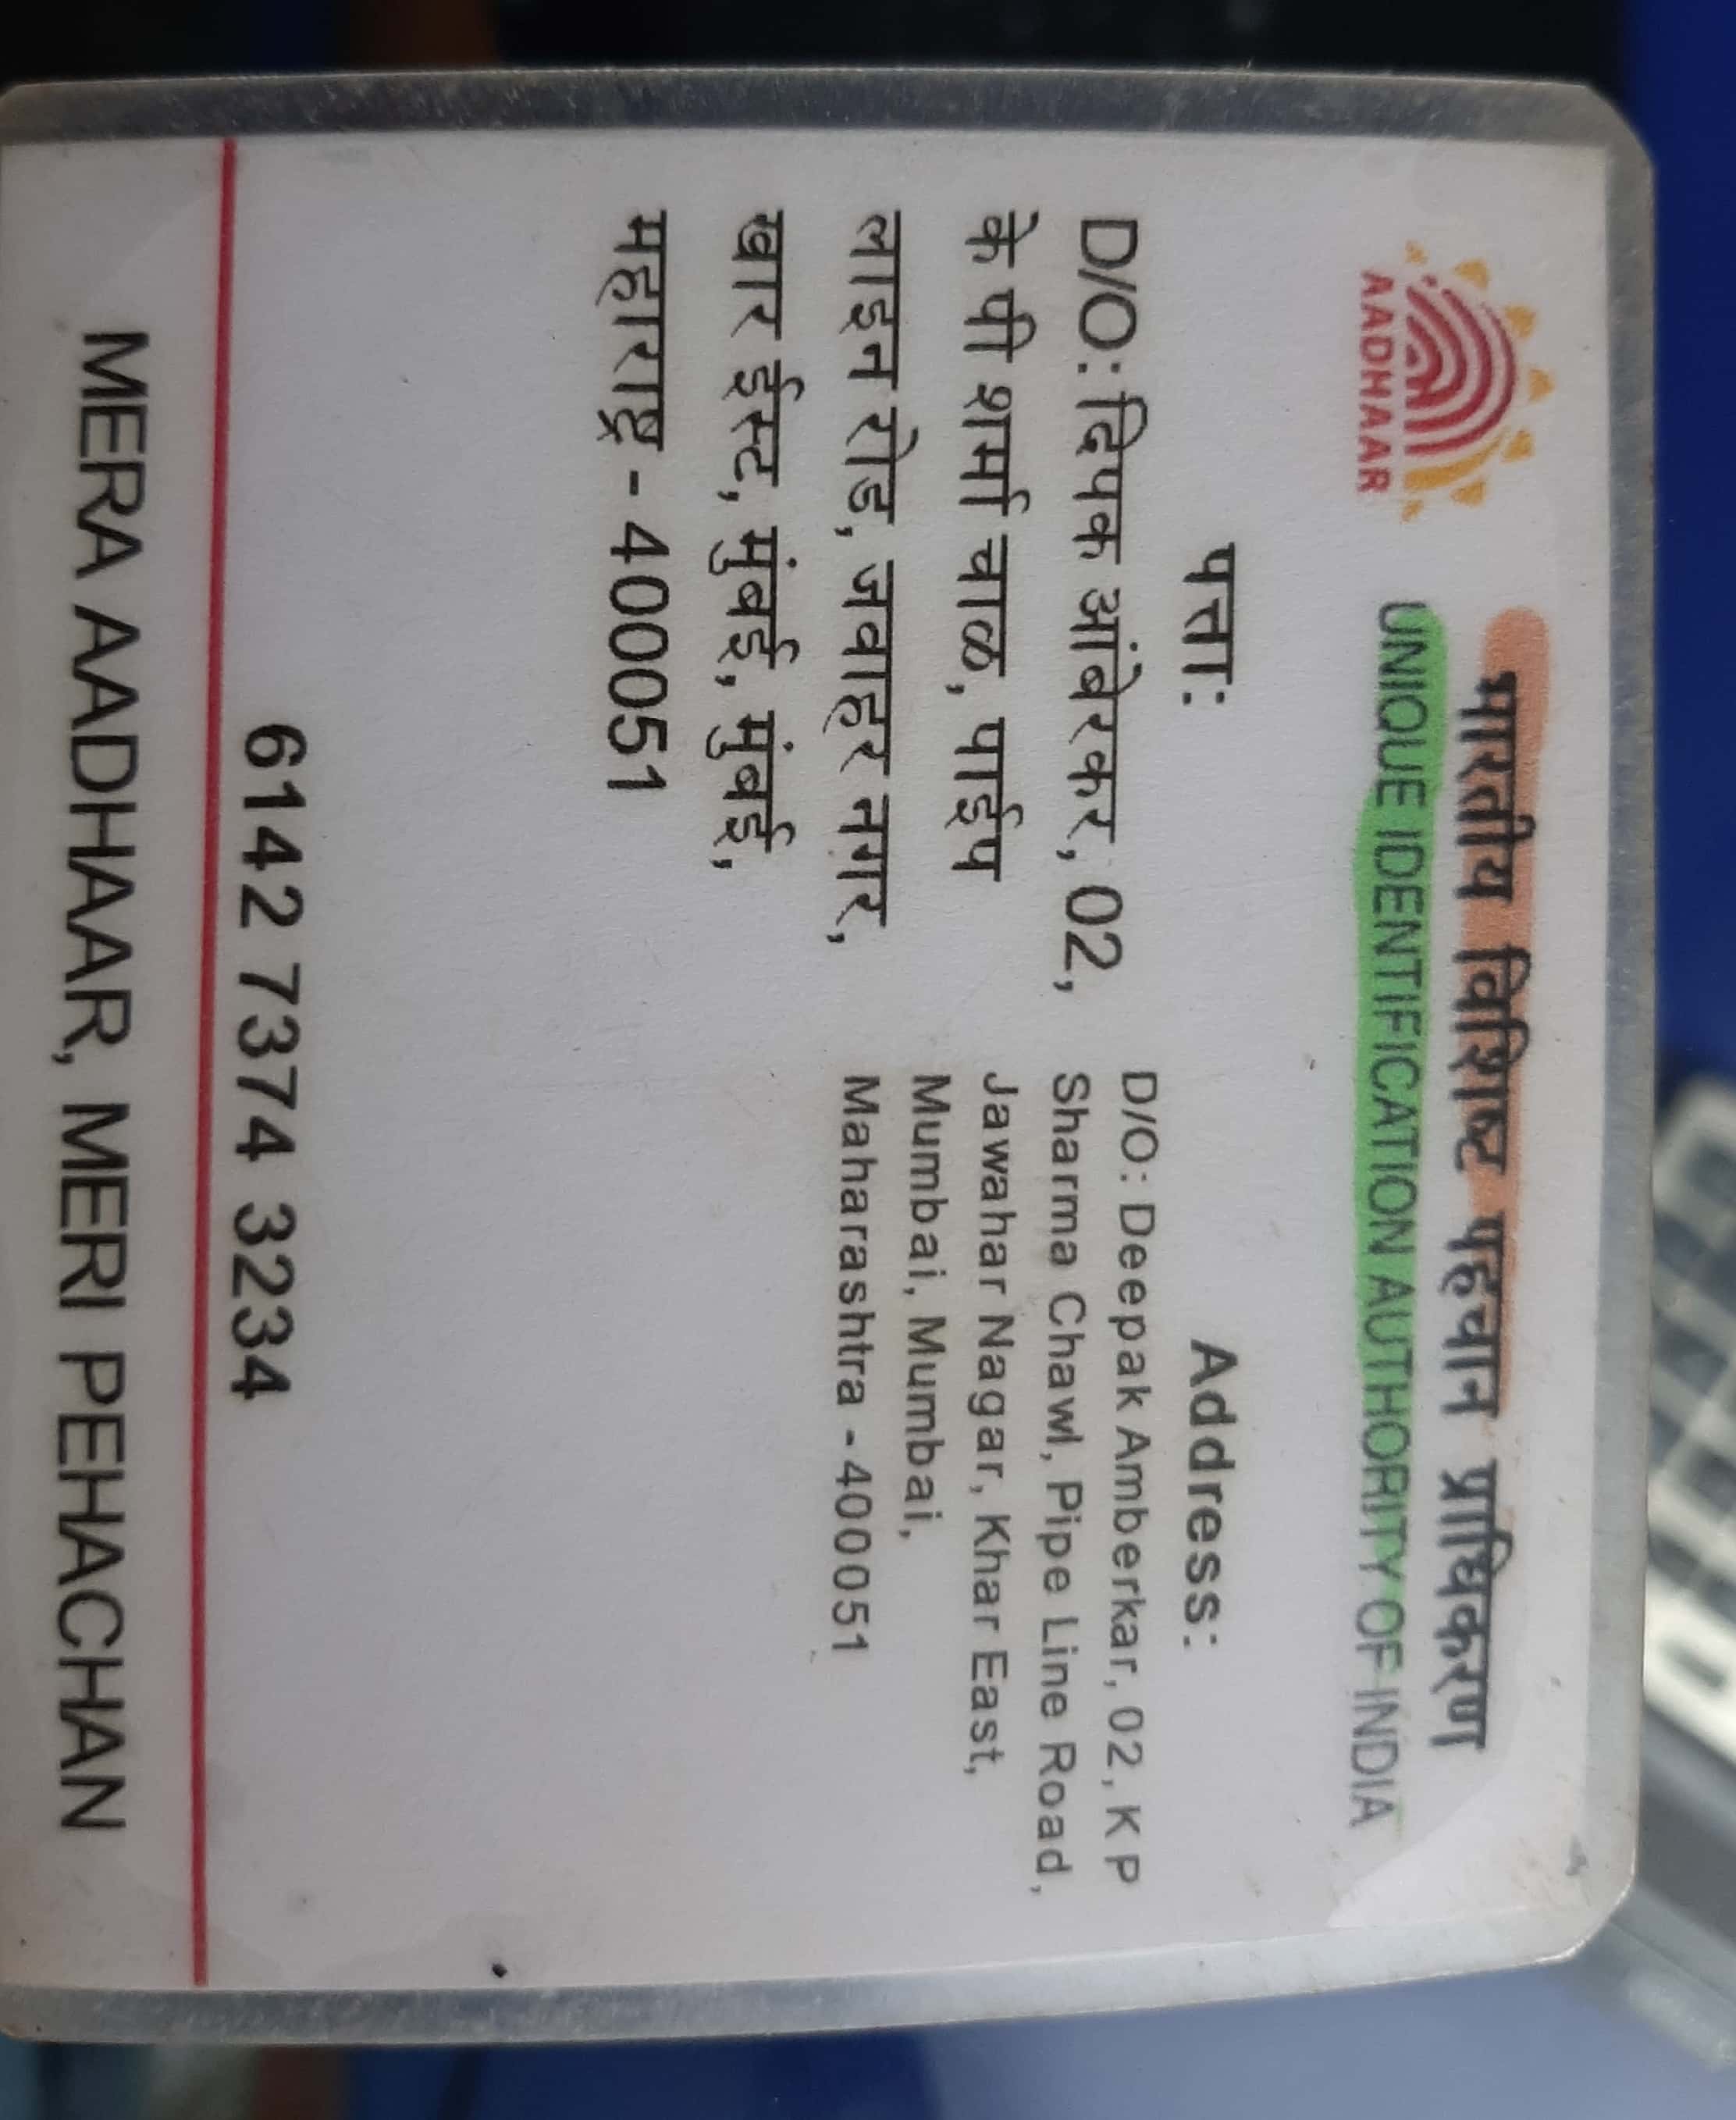 भारतीय विशिष्ट पहचान प्राधिकरण
UNIQUE IDENTIFICATION AUTHORITY OF INDIA
AADHAAR
पत्ताः
D/O: दिपक आंबेरकर, 02,
के पी शर्मा चाळ, पाईप
लाइन रोड, जवाहर नगर,
खार ईस्ट, मुंबई, मुंबई,
महाराष्ट्र - 400051
Address:
D/O: Deepak Amberkar, 02, K P
Sharma Chawl, Pipe Line Road,
Jawahar Nagar, Khar East,
Mumbai, Mumbai,
Maharashtra - 400051
6142 7374 3234
MERA AADHAAR, MERI PEHACHAN